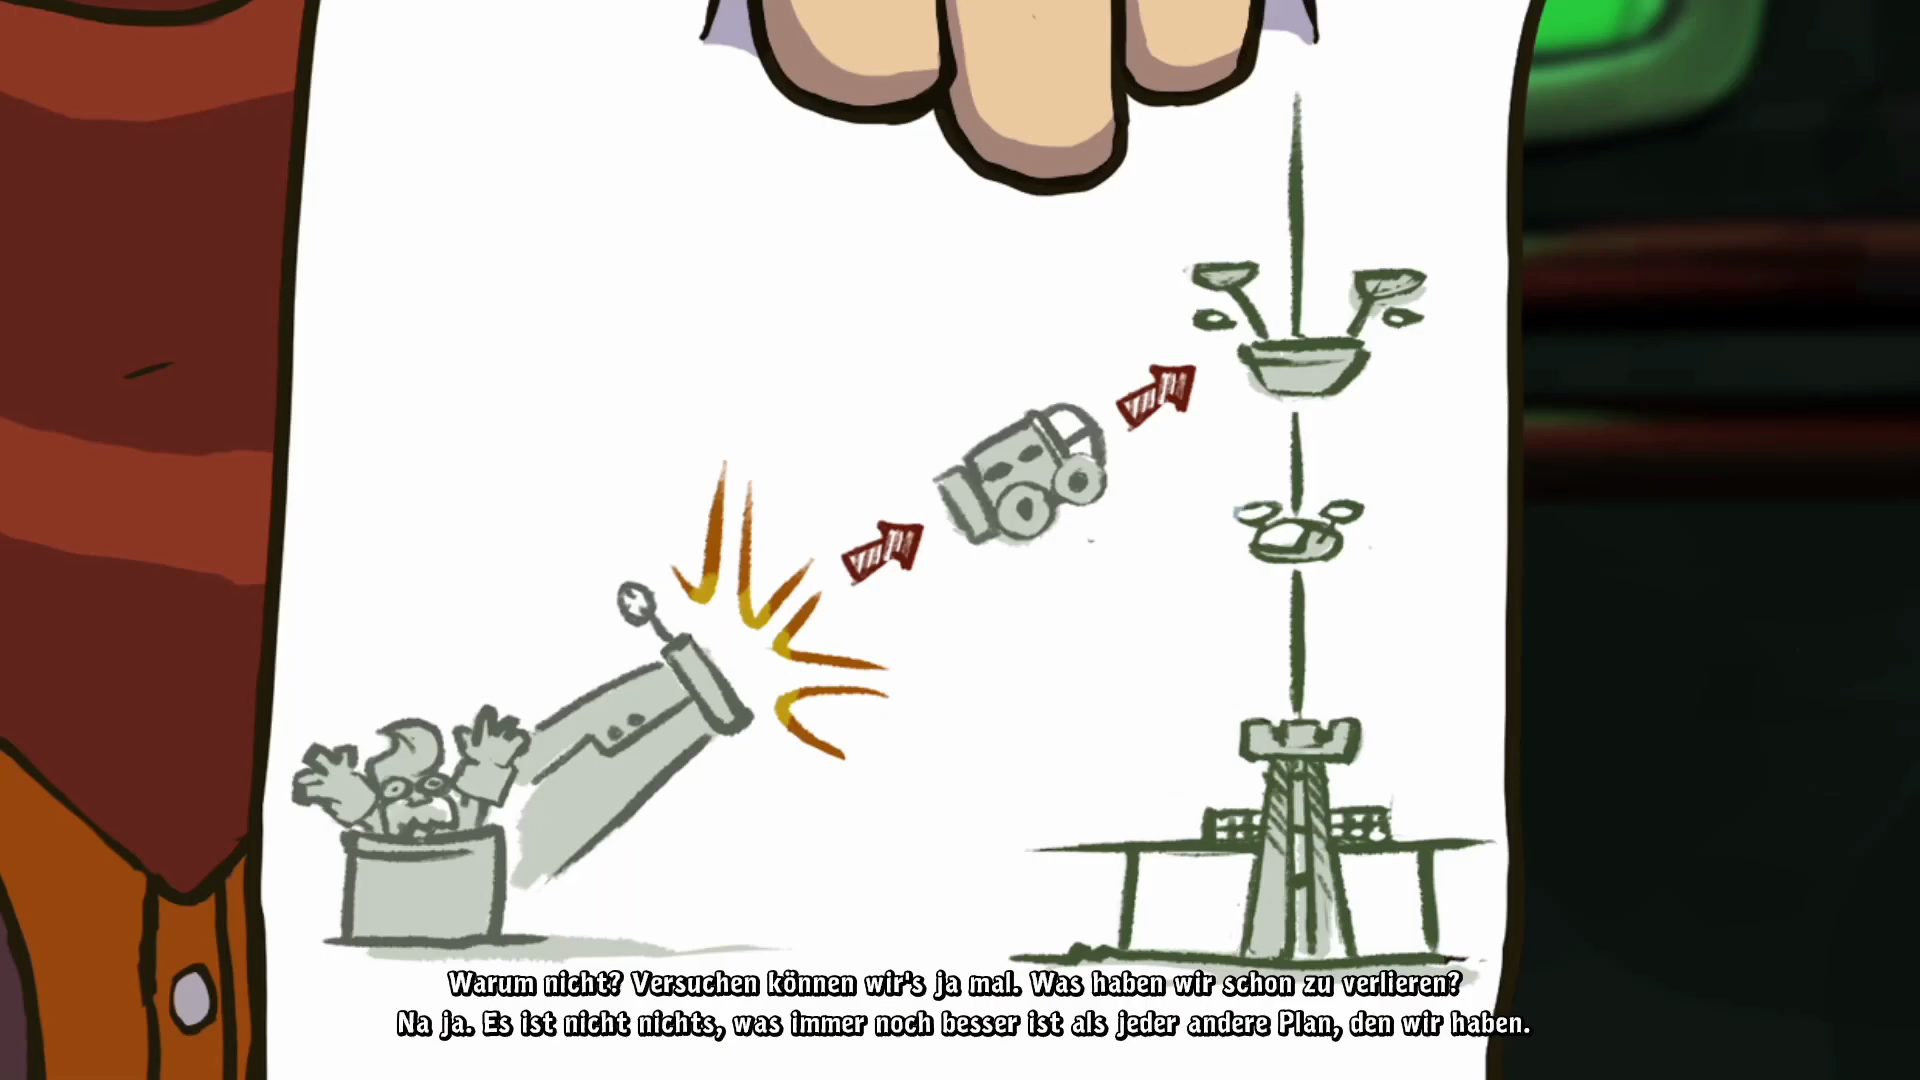 Warum nicht? Versuchen können wir's ja mal. Was haben wir schon zu verlieren?
Na ja. Es ist nicht nichts, was immer noch besser ist als jeder andere Plan, den wir haben.